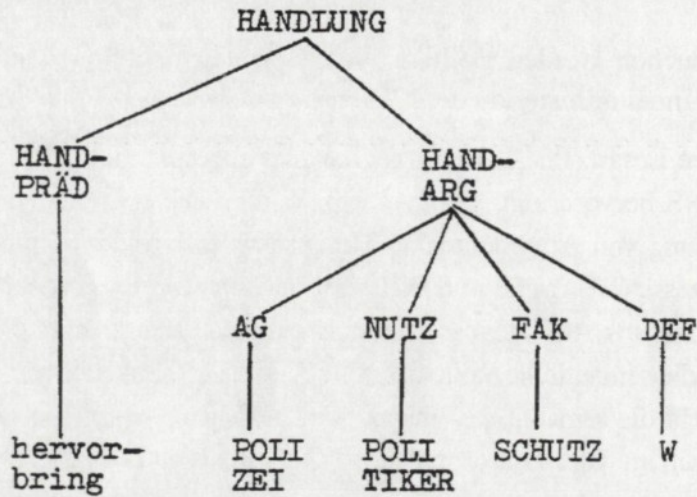 HANDLUNG
HAND-
PRÄD
HAND-
ARG
AG NUTZ FAK DEF
hervor-
bring
POLI
ZEI
POLI
TIKER
SCHUTZ
W